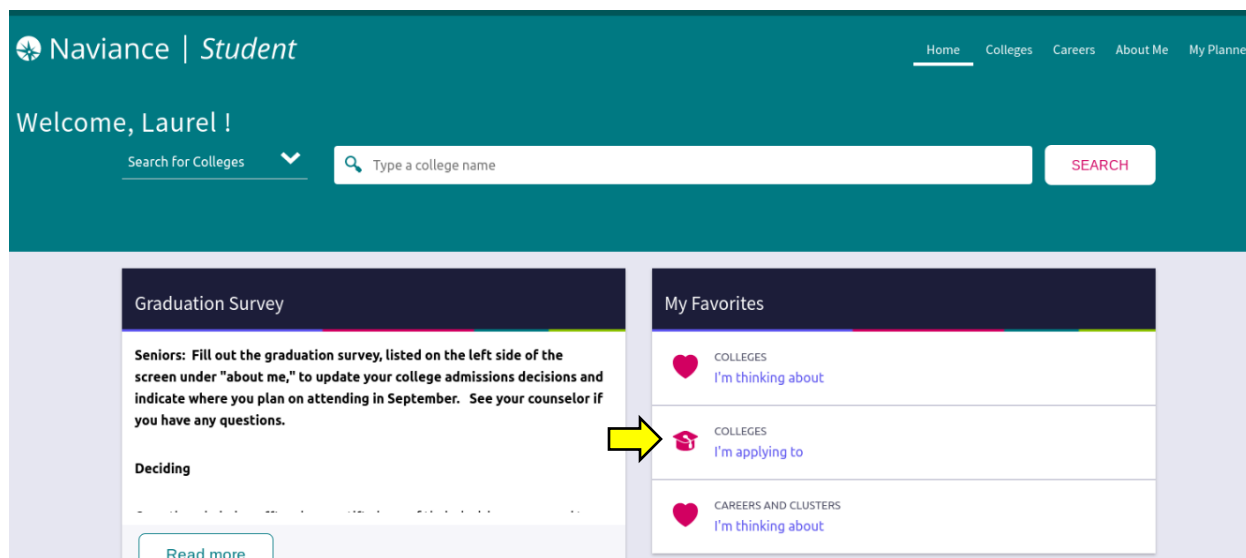 Naviance | Student
Home Colleges Careers About Me My Planne
Welcome, Laurel !
Search for Colleges
Type a college name
SEARCH
Graduation Survey
Seniors: Fill out the graduation survey, listed on the left side of the
screen under "about me," to update your college admissions decisions and
indicate where you plan on attending in September. See your counselor if
you have any questions.
Deciding
Read more
My Favorites
COLLEGES
I'm thinking about
COLLEGES
I'm applying to
CAREERS AND CLUSTERS
I'm thinking about